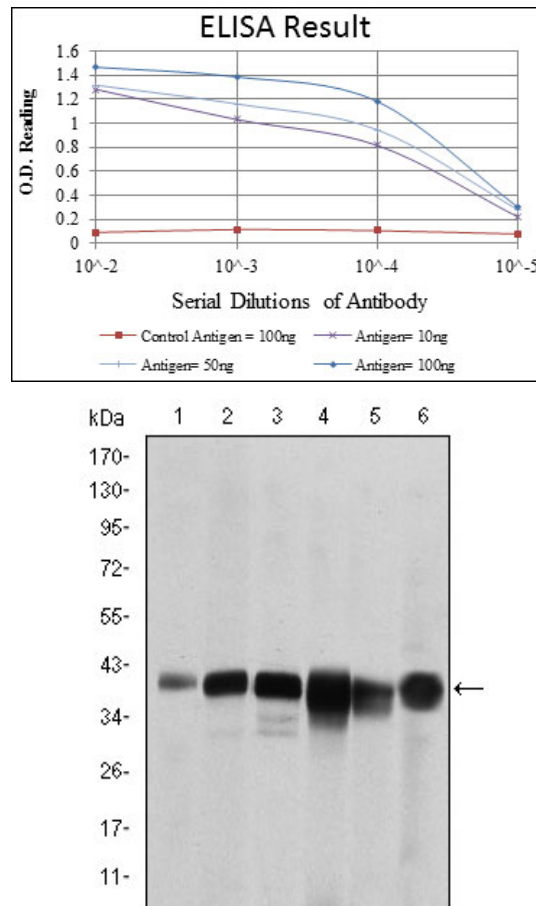 ELISA Result
1.6
1.4
1.2
1
0.8
0.6
0.4
0.2
0
O.D. Reading
10^-2 10^-3 10^-4 10^-5
Serial Dilutions of Antibody
Control Antigen = 100ng Antigen= 10ng
Antigen= 50ng Antigen= 100ng
kDa 1 2 3 4 5 6
170-
130-
95-
72-
55-
43-
34-
26-
17-
11-